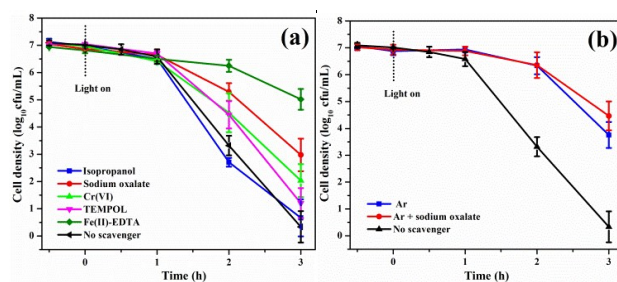 (a)
Cell density (log10 cfu/mL)
8
7
6
5
4
3
2
1
0
Light on
Isopropanol
Sodium oxalate
Cr(VI)
TEMPOL
Fe(II)-EDTA
No scavenger
0 1 2 3
Time (h)
(b)
Cell density (log10 cfu/mL)
8
7
6
5
4
3
2
1
0
Light on
Ar
Ar + sodium oxalate
No scavenger
0 1 2 3
Time (h)